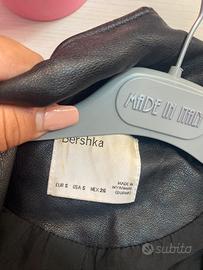 MADE IN ITALY
Bershka
EUR S USA S MEX 26
MADE IN
MYANMAR
subito